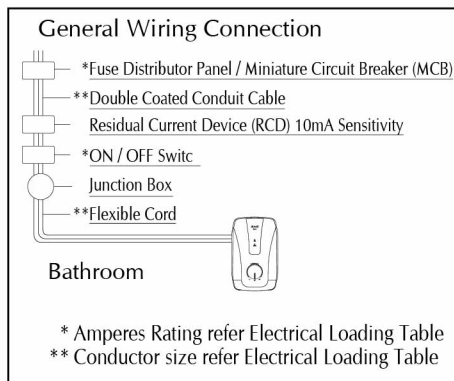 General Wiring Connection
*Fuse Distributor Panel / Miniature Circuit Breaker (MCB)
**Double Coated Conduit Cable
Residual Current Device (RCD) 10mA Sensitivity
*ON / OFF Switc
Junction Box
**Flexible Cord
Bathroom
* Amperes Rating refer Electrical Loading Table
** Conductor size refer Electrical Loading Table